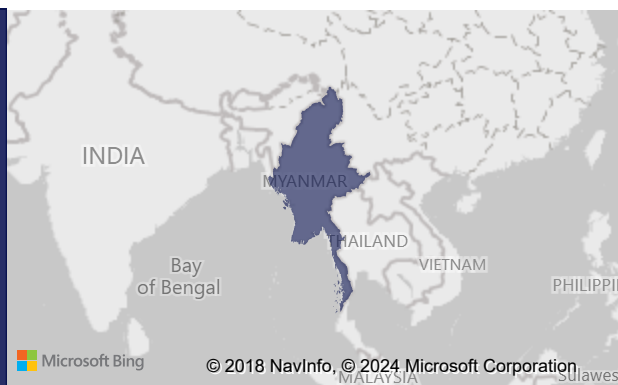 INDIA
MYANMAR
THAILAND
Bay
of Bengal
VIETNAM
PHILIPPI
Microsoft Bing
© 2018 NavInfo, © 2024 Microsoft Corporation
MALAYSIA
Sulawes